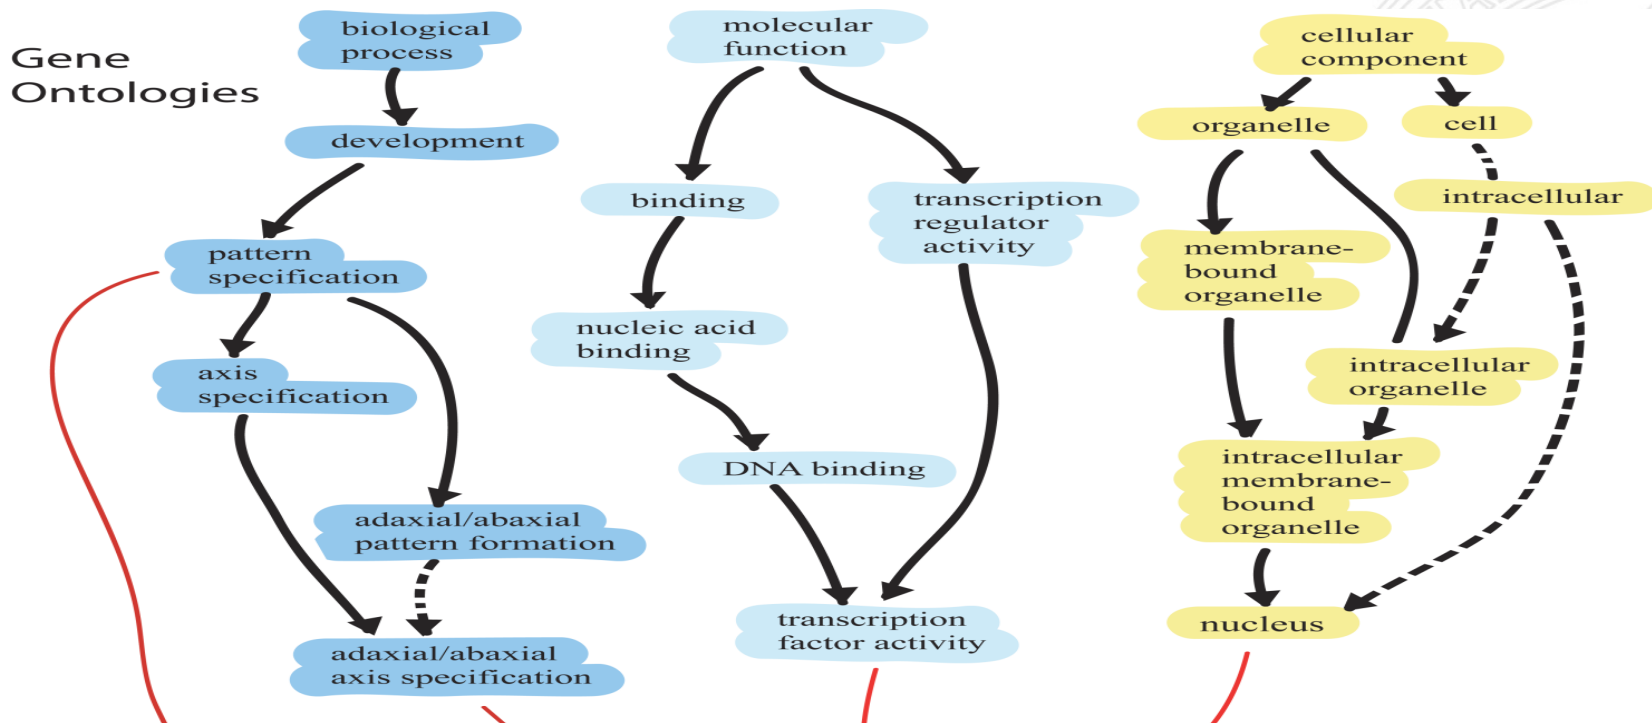 Gene
Ontologies
biological
process
development
pattern
specification
axis
specification
adaxial/abaxial
pattern formation
adaxial/abaxial
axis specification
molecular
function
binding
transcription
regulator
activity
nucleic acid
binding
DNA binding
transcription
factor activity
cellular
component
organelle
cell
intracellular
membrane-
bound
organelle
intracellular
organelle
intracellular
membrane-
bound
organelle
nucleus